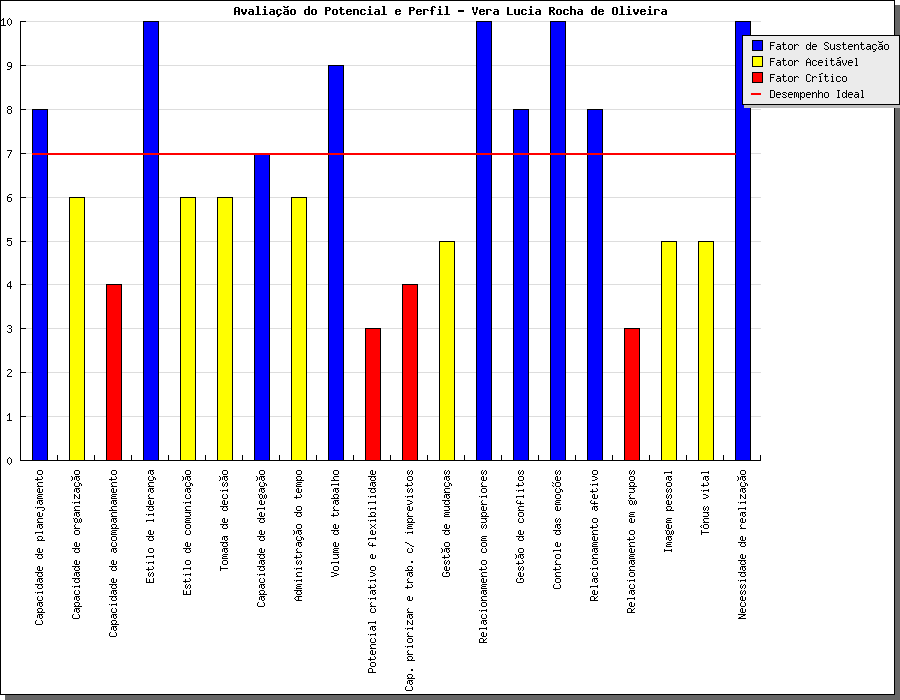 Avaliação do Potencial e Perfil - Vera Lucia Rocha de Oliveira
10
9
8
7
6
5
4
3
2
1
0
Fator de Sustentação
Fator Aceitável
Fator Crítico
Desempenho Ideal
Capacidade de planejamento
Capacidade de organização
Capacidade de acompanhamento
Estilo de liderança
Estilo de comunicação
Tomada de decisão
Capacidade de delegação
Administração do tempo
Volume de trabalho
Potencial criativo e flexibilidade
Cap. priorizar e trab. c/ imprevistos
Gestão de mudanças
Relacionamento com superiores
Gestão de conflitos
Controle das emoções
Relacionamento afetivo
Relacionamento em grupos
Imagem pessoal
Tônus vital
Necessidade de realização